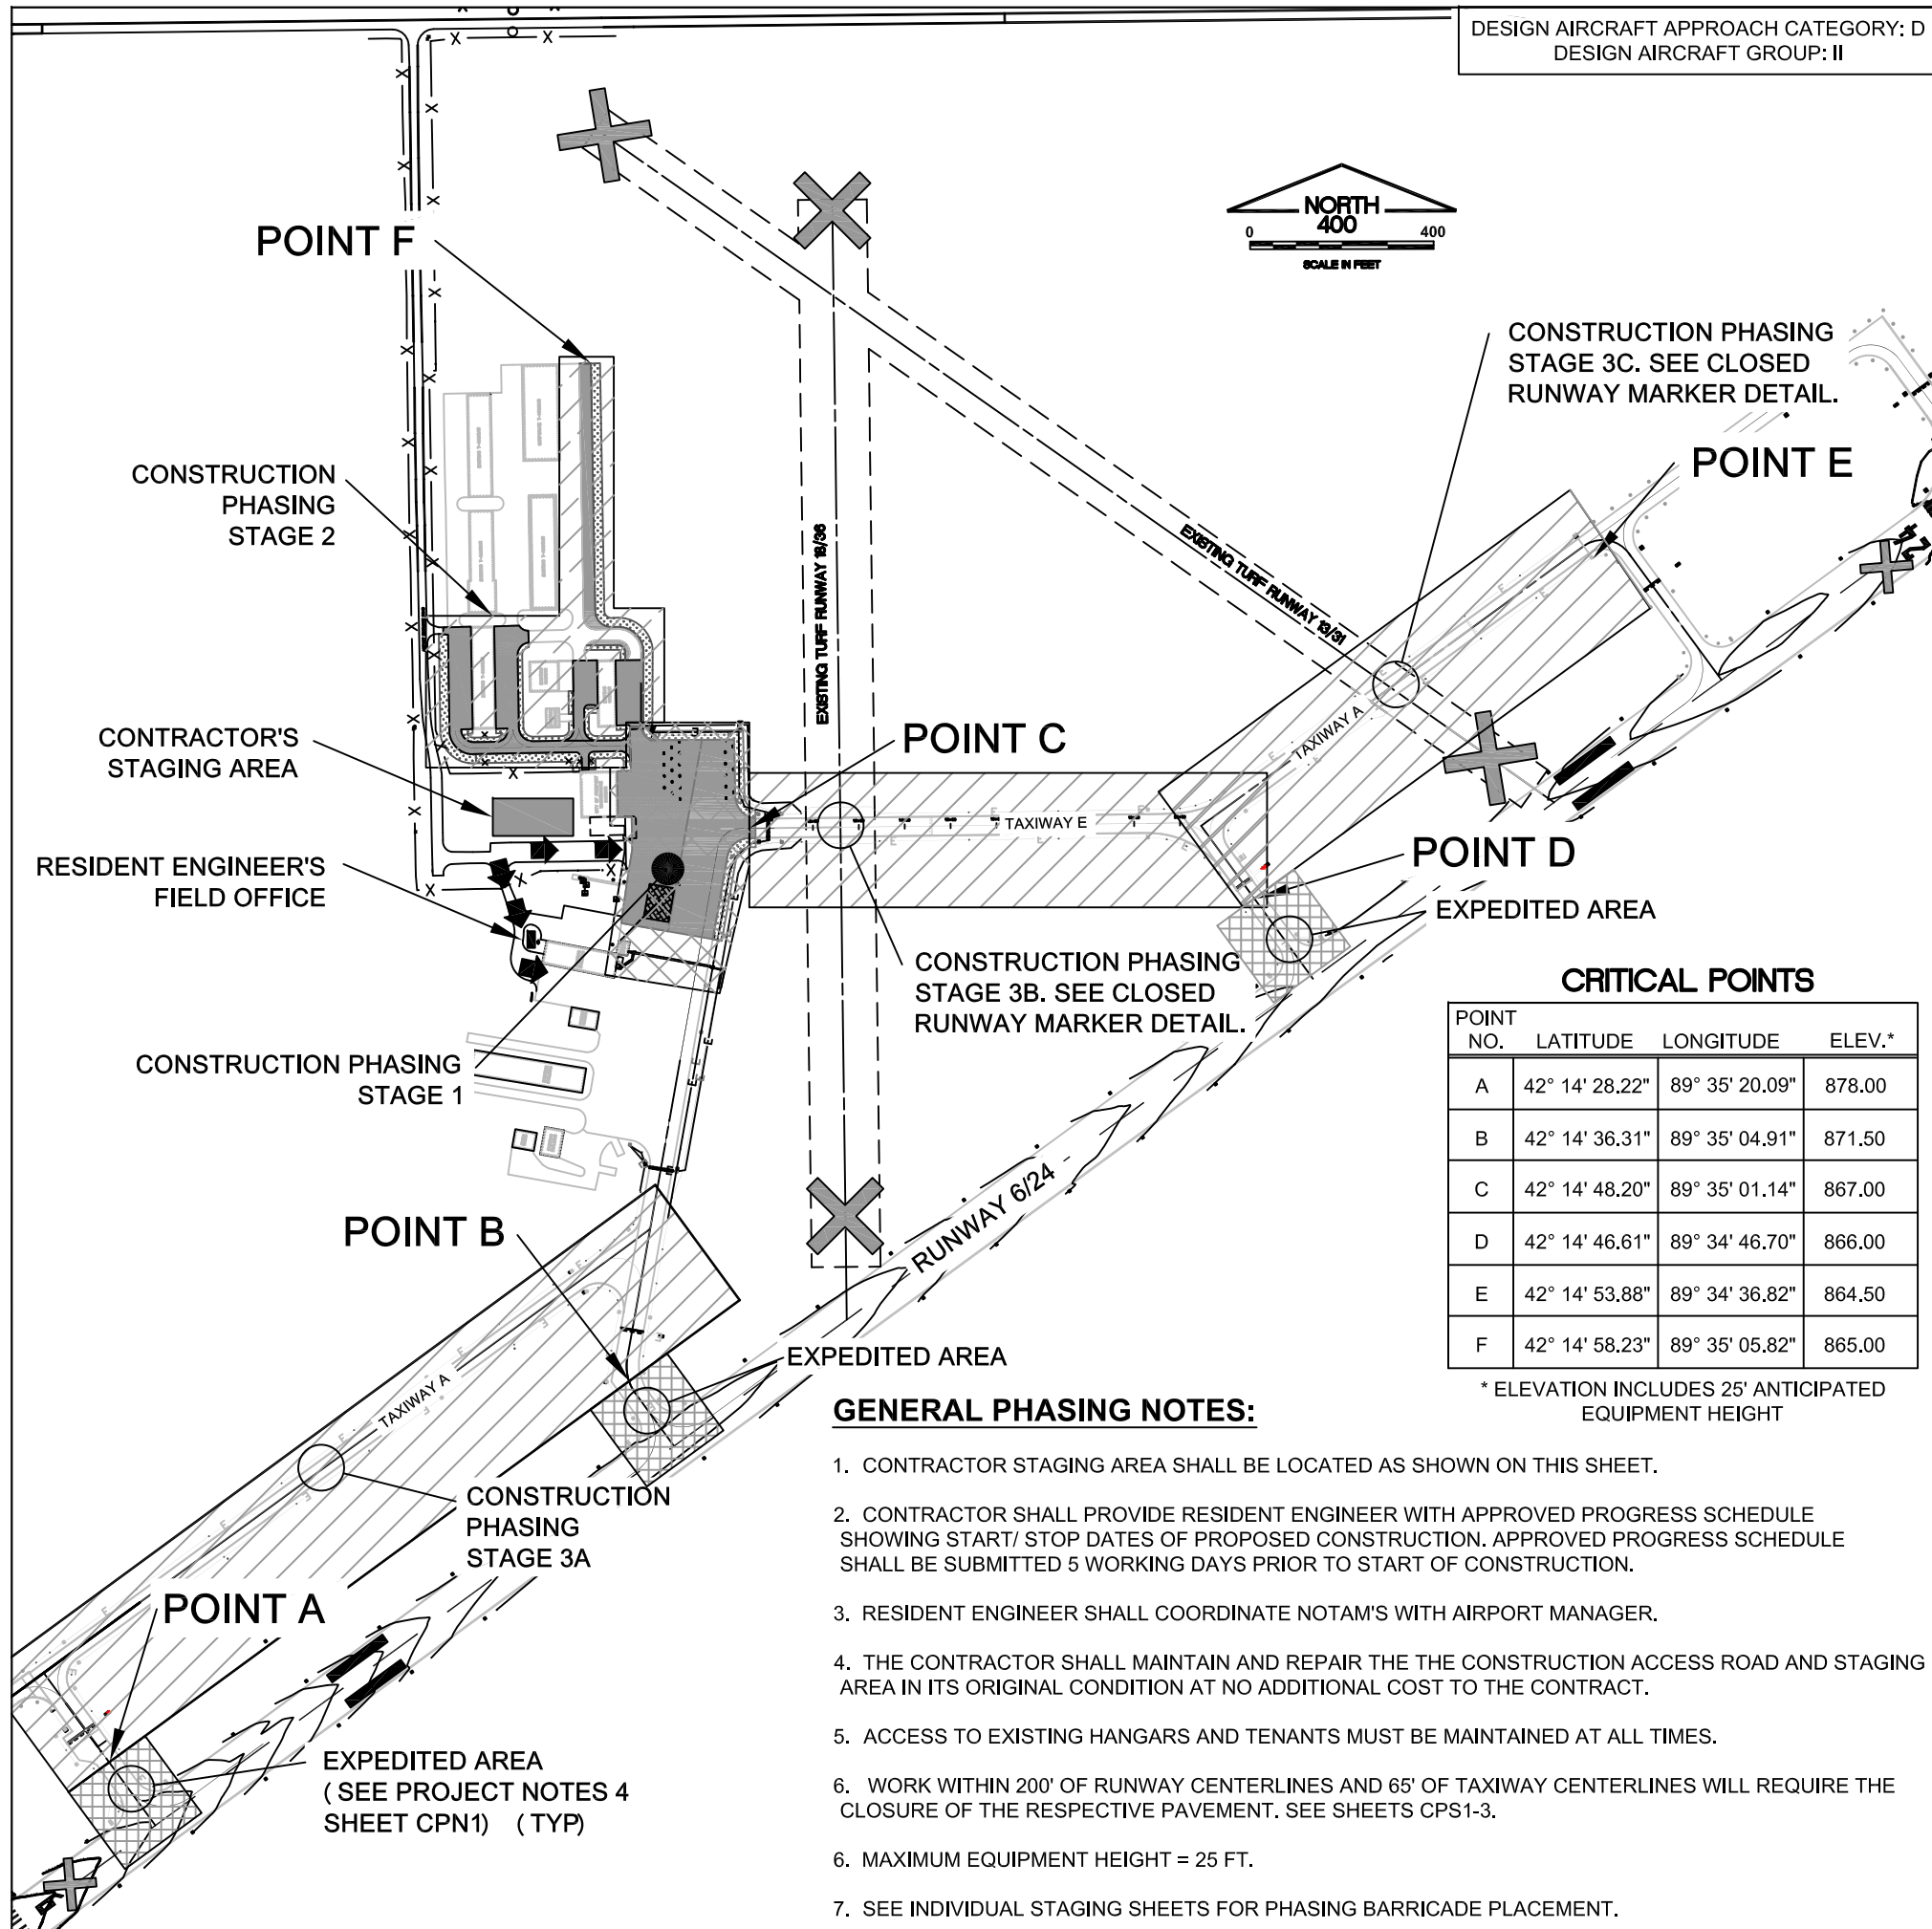 DESIGN AIRCRAFT APPROACH CATEGORY: D
DESIGN AIRCRAFT GROUP: II
NORTH
400
0 400
SCALE IN FEET
POINT F
CONSTRUCTION PHASING
STAGE 3C. SEE CLOSED
RUNWAY MARKER DETAIL.
POINT E
CONSTRUCTION
PHASING
STAGE 2
EXISTING TURF RUNWAY 18/36
EXISTING TURF RUNWAY 13/31
24
CONTRACTOR'S
STAGING AREA
POINT C
TAXIWAY A
TAXIWAY E
POINT D
RESIDENT ENGINEER'S
FIELD OFFICE
EXPEDITED AREA
CONSTRUCTION PHASING
STAGE 3B. SEE CLOSED
RUNWAY MARKER DETAIL.
CONSTRUCTION PHASING
STAGE 1
CRITICAL POINTS
POINT
NO. LATITUDE LONGITUDE ELEV.*
A 42° 14' 28.22" 89° 35' 20.09" 878.00
B 42° 14' 36.31" 89° 35' 04.91" 871.50
C 42° 14' 48.20" 89° 35' 01.14" 867.00
D 42° 14' 46.61" 89° 34' 46.70" 866.00
E 42° 14' 53.88" 89° 34' 36.82" 864.50
F 42° 14' 58.23" 89° 35' 05.82" 865.00
* ELEVATION INCLUDES 25' ANTICIPATED
EQUIPMENT HEIGHT
RUNWAY 6/24
POINT B
EXPEDITED AREA
TAXIWAY A
CONSTRUCTION
PHASING
STAGE 3A
POINT A
EXPEDITED AREA
( SEE PROJECT NOTES 4
SHEET CPN1) ( TYP)
GENERAL PHASING NOTES:
1. CONTRACTOR STAGING AREA SHALL BE LOCATED AS SHOWN ON THIS SHEET.
2. CONTRACTOR SHALL PROVIDE RESIDENT ENGINEER WITH APPROVED PROGRESS SCHEDULE
SHOWING START/ STOP DATES OF PROPOSED CONSTRUCTION. APPROVED PROGRESS SCHEDULE
SHALL BE SUBMITTED 5 WORKING DAYS PRIOR TO START OF CONSTRUCTION.
3. RESIDENT ENGINEER SHALL COORDINATE NOTAM'S WITH AIRPORT MANAGER.
4. THE CONTRACTOR SHALL MAINTAIN AND REPAIR THE THE CONSTRUCTION ACCESS ROAD AND STAGING
AREA IN ITS ORIGINAL CONDITION AT NO ADDITIONAL COST TO THE CONTRACT.
5. ACCESS TO EXISTING HANGARS AND TENANTS MUST BE MAINTAINED AT ALL TIMES.
6. WORK WITHIN 200' OF RUNWAY CENTERLINES AND 65' OF TAXIWAY CENTERLINES WILL REQUIRE THE
CLOSURE OF THE RESPECTIVE PAVEMENT. SEE SHEETS CPS1-3.
6. MAXIMUM EQUIPMENT HEIGHT = 25 FT.
7. SEE INDIVIDUAL STAGING SHEETS FOR PHASING BARRICADE PLACEMENT.